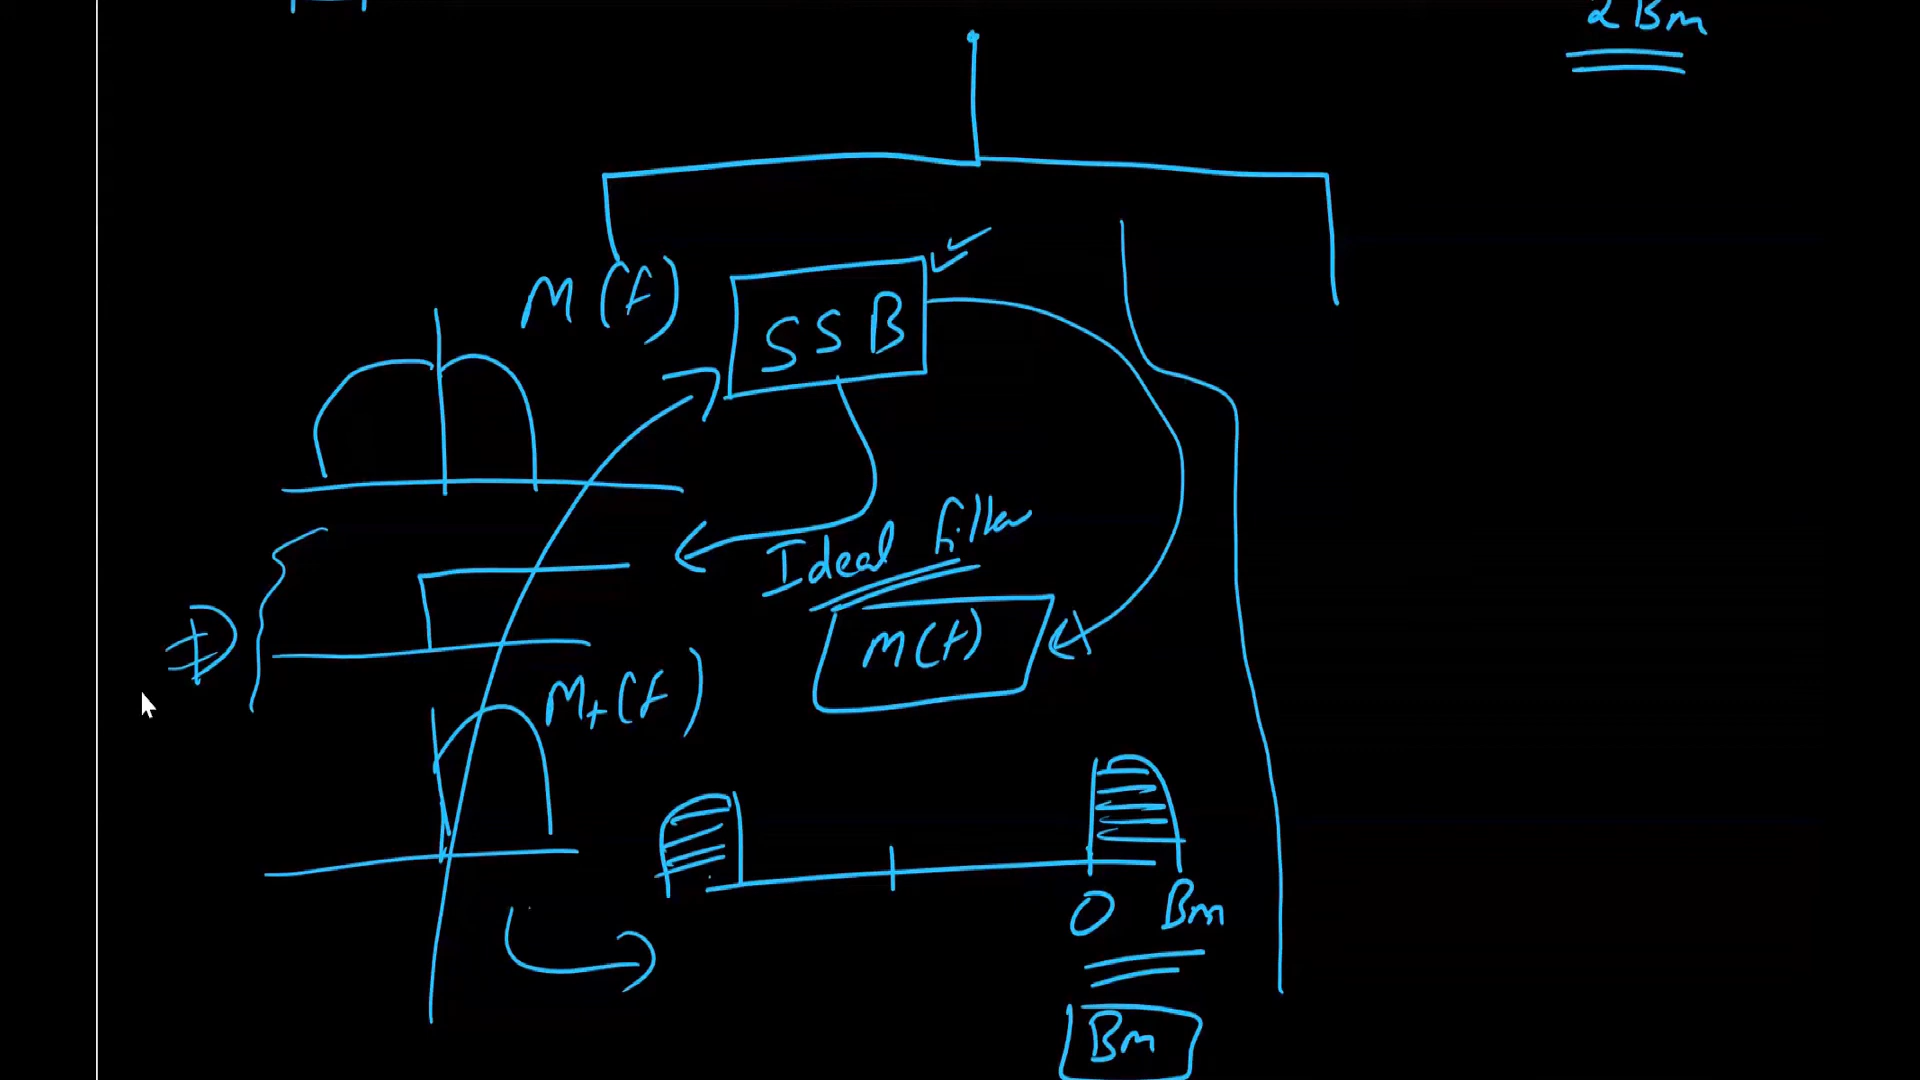 2Bm
M(f)
SSB
Ideal filter
m(t)
M+(f)
0 Bm
Bm